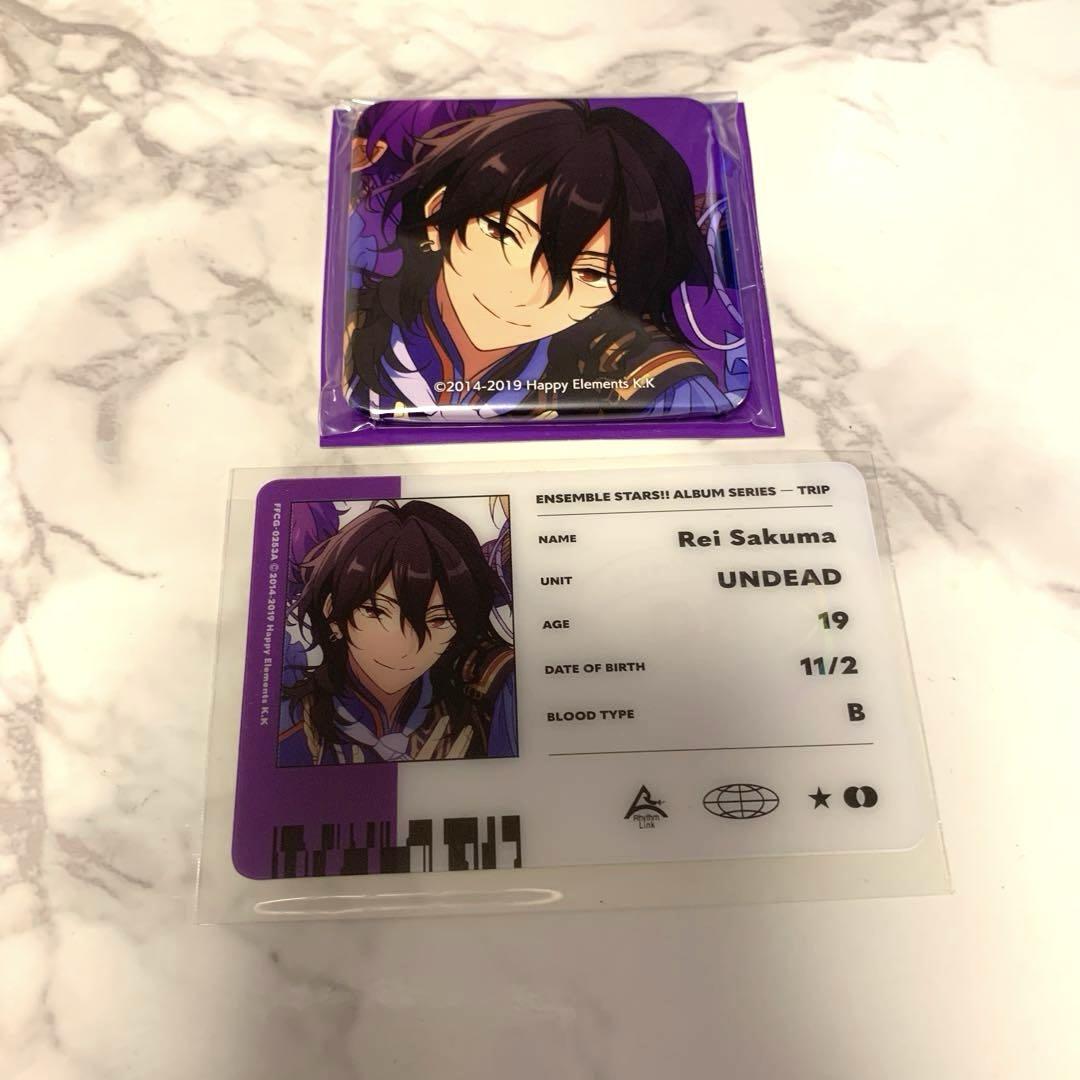 ©2014-2019 Happy Elements K.K
FFCG-0253A ©2014-2019 Happy Elements K.K
ENSEMBLE STARS!! ALBUM SERIES — TRIP
NAME Rei Sakuma
UNIT UNDEAD
AGE 19
DATE OF BIRTH 11/2
BLOOD TYPE B
Rhythm
Link